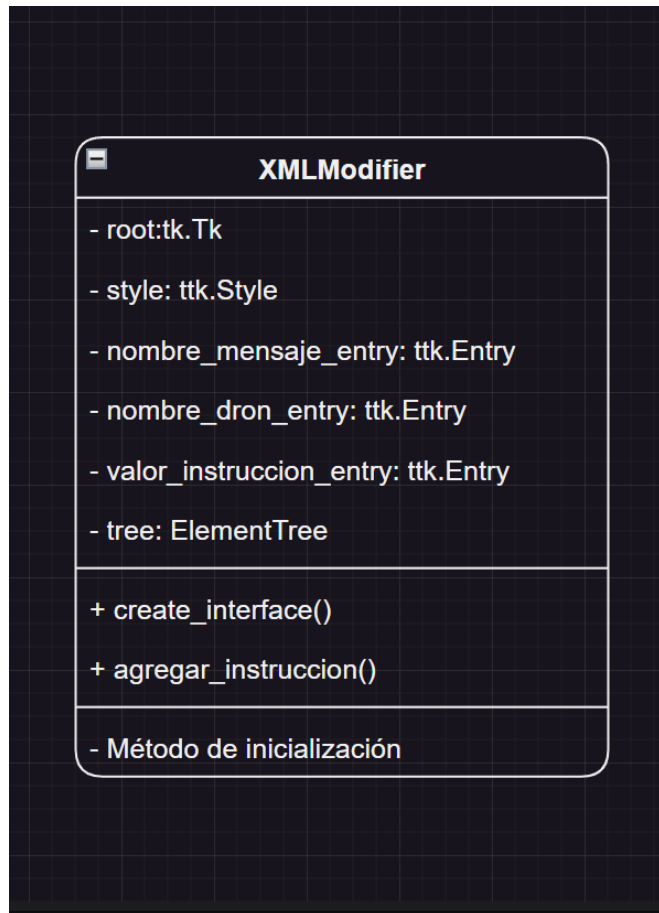 XMLModifier
- root:tk.Tk
- style: ttk.Style
- nombre_mensaje_entry: ttk.Entry
- nombre_dron_entry: ttk.Entry
- valor_instruccion_entry: ttk.Entry
- tree: ElementTree
+ create_interface()
+ agregar_instruccion()
- Método de inicialización